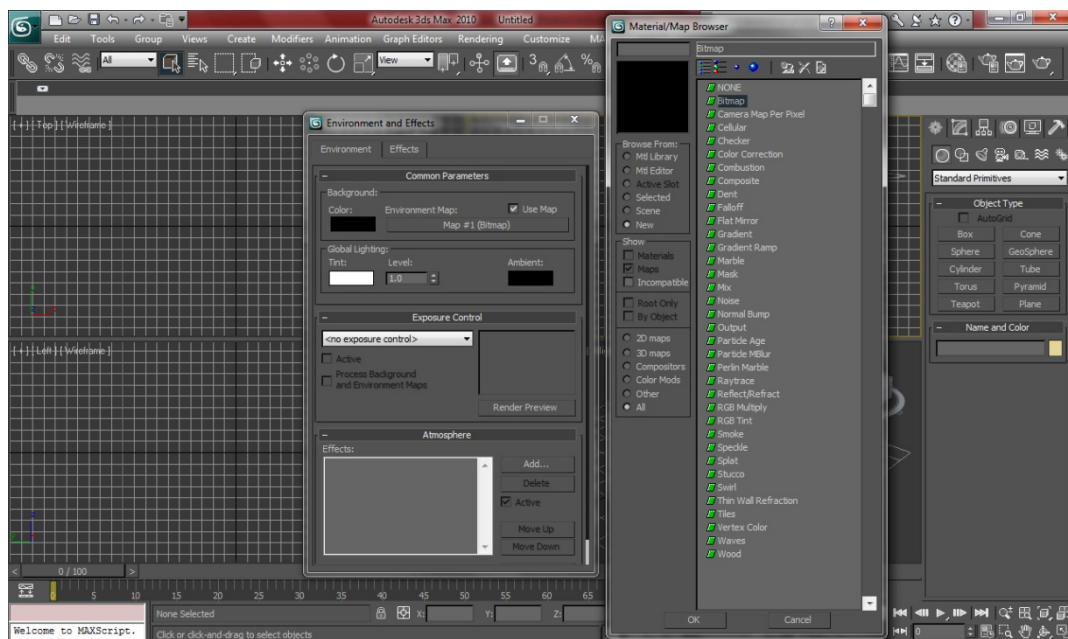 Autodesk 3ds Max 2010 Untitled
Edit Tools Group Views Create Modifiers Animation Graph Editors Rendering Customize MA
All
View
[ + ] [ Top ] [ Wireframe ]
[ + ] [ Left ] [ Wireframe ]
Environment and Effects
Environment Effects
Common Parameters
Background:
Color: Environment Map: Use Map
Map #1 (Bitmap)
Global Lighting:
Tint: Level: Ambient:
1.0
Exposure Control
<no exposure control>
Active
Process Background
and Environment Maps
Render Preview
Atmosphere
Effects:
Add...
Delete
Active
Move Up
Move Down
Material/Map Browser
Bitmap
Browse From:
Mtl Library
Mtl Editor
Active Slot
Selected
Scene
New
Show
Materials
Maps
Incompatible
Root Only
By Object
2D maps
3D maps
Compositors
Color Mods
Other
All
NONE
Bitmap
Camera Map Per Pixel
Cellular
Checker
Color Correction
Combustion
Composite
Dent
Falloff
Flat Mirror
Gradient
Gradient Ramp
Marble
Mask
Mix
Noise
Normal Bump
Output
Particle Age
Particle MBlur
Perlin Marble
Raytrace
Reflect/Refract
RGB Multiply
RGB Tint
Smoke
Speckle
Splat
Stucco
Swirl
Thin Wall Refraction
Tiles
Vertex Color
Waves
Wood
OK Cancel
Standard Primitives
Object Type
AutoGrid
Box Cone
Sphere GeoSphere
Cylinder Tube
Torus Pyramid
Teapot Plane
Name and Color
0 / 100
0 5 10 15 20 25 30 35 40 45 50 55 60 65
None Selected X: Y: Z:
Welcome to MAXScript. Click or click-and-drag to select objects
0